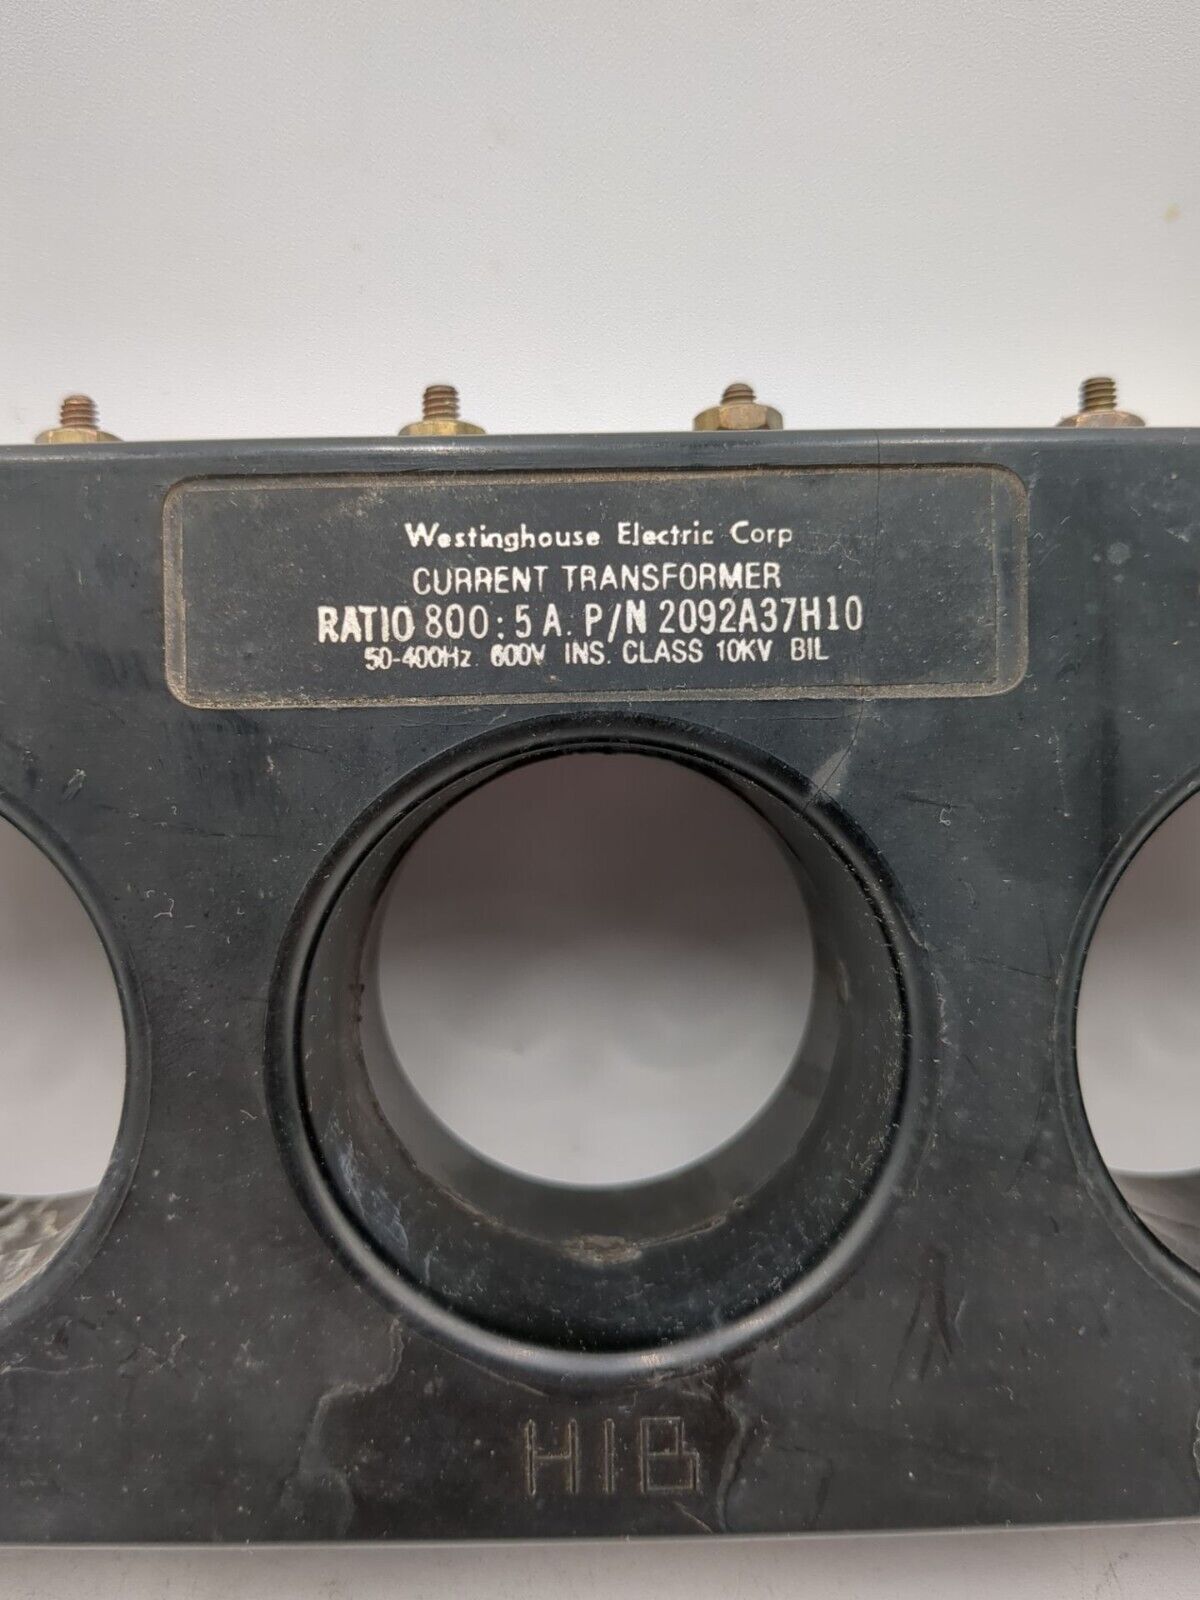 Westinghouse Electric Corp
CURRENT TRANSFORMER
RATIO 800:5 A. P/N 2092A37H10
50-400Hz 600V INS. CLASS 10KV BIL
H1B